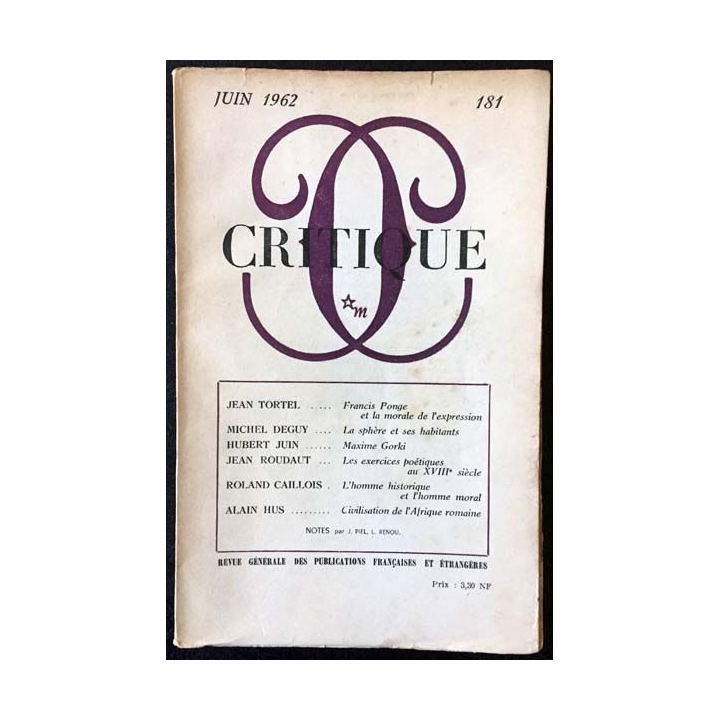 JUIN 1962 181
CRITIQUE
m
JEAN TORTEL ..... Francis Ponge
et la morale de l'expression
MICHEL DEGUY .... La sphère et ses habitants
HUBERT JUIN ...... Maxime Gorki
JEAN ROUDAUT ... Les exercices poétiques
au XVIIIe siècle
ROLAND CAILLOIS . L'homme historique
et l'homme moral
ALAIN HUS ......... Civilisation de l'Afrique romaine
NOTES par J. PIEL, L. RENOU.
REVUE GÉNÉRALE DES PUBLICATIONS FRANÇAISES ET ÉTRANGÈRES
Prix : 3,30 NF